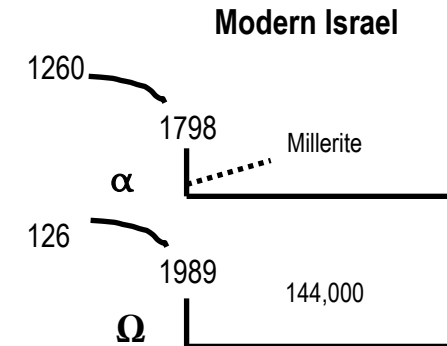 Modern Israel
1260
1798
Millerite
α
126
1989
144,000
Ω